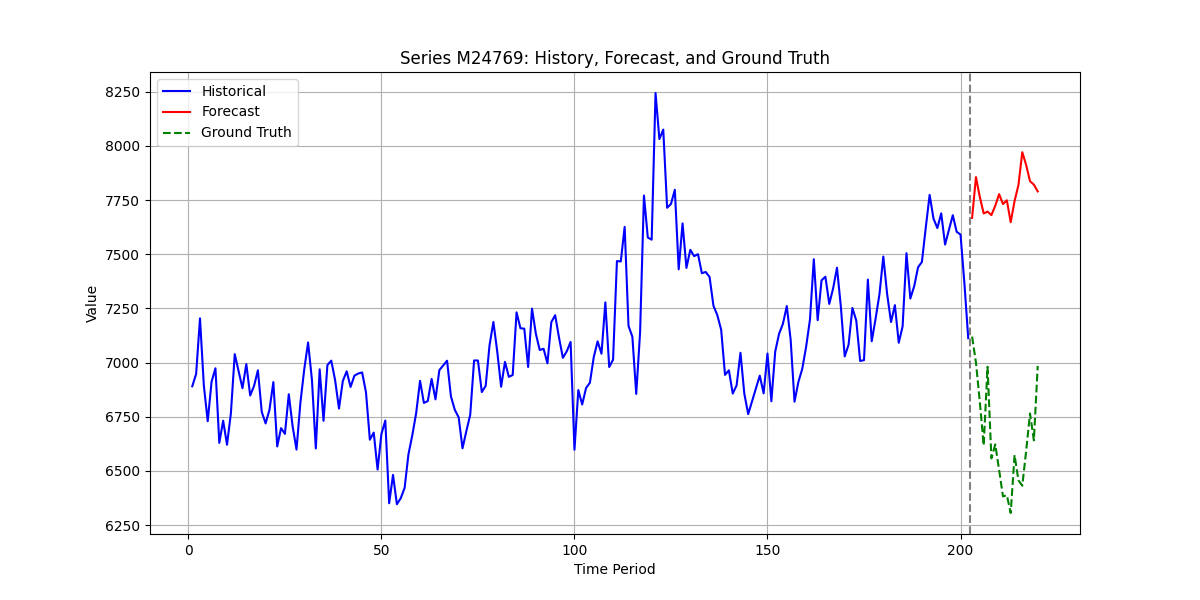 Series M24769: History, Forecast, and Ground Truth
Historical
Forecast
Ground Truth
8250
8000
7750
7500
7250
7000
6750
6500
6250
Value
0 50 100 150 200
Time Period